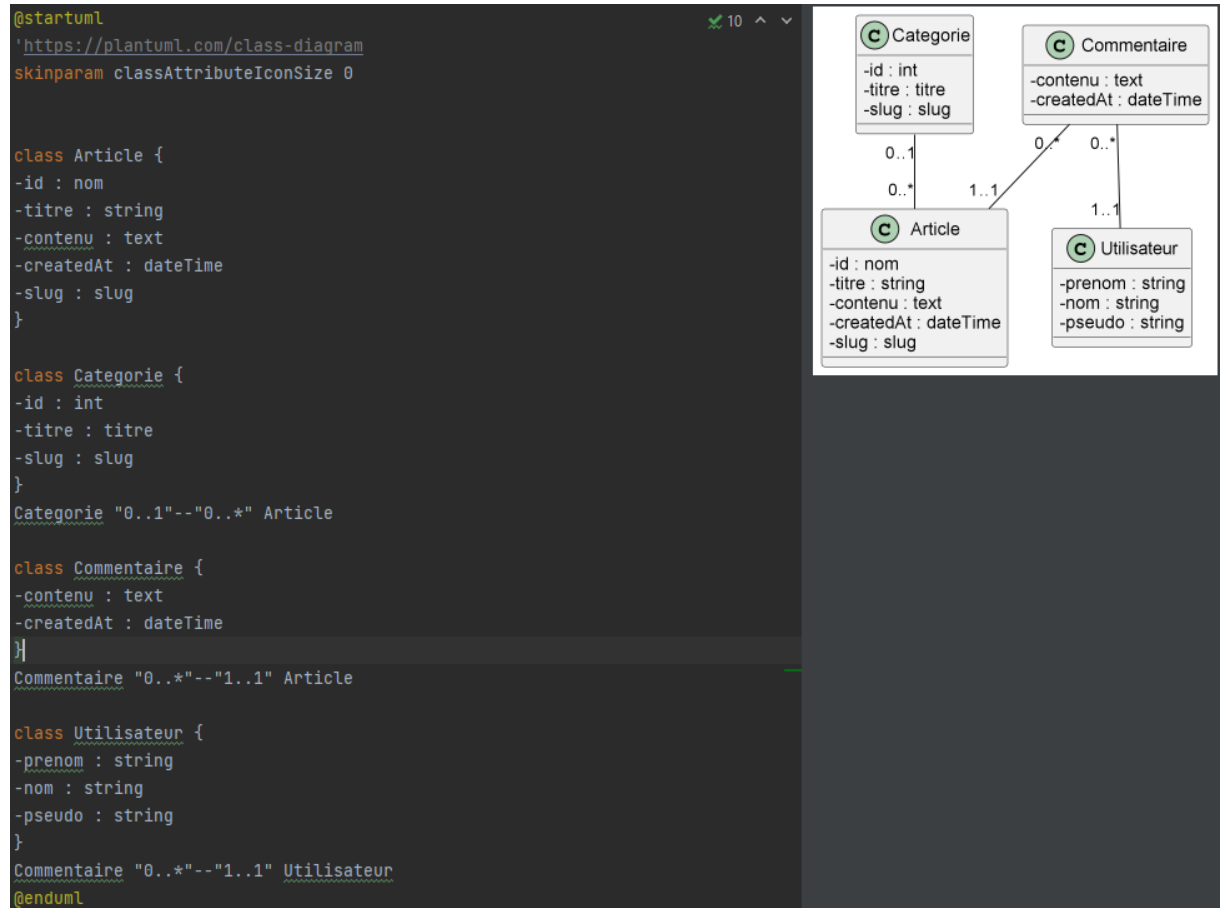 @startuml
10
'https://plantuml.com/class-diagram
skinparam classAttributeIconSize 0
class Article {
-id : nom
-titre : string
-contenu : text
-createdAt : dateTime
-slug : slug
}
class Categorie {
-id : int
-titre : titre
-slug : slug
}
Categorie "0..1"--"0..*" Article
class Commentaire {
-contenu : text
-createdAt : dateTime
}
Commentaire "0..*"--"1..1" Article
class Utilisateur {
-prenom : string
-nom : string
-pseudo : string
}
Commentaire "0..*"--"1..1" Utilisateur
@enduml
C Categorie
-id : int
-titre : titre
-slug : slug
C Commentaire
-contenu : text
-createdAt : dateTime
0..1
0..*
0..*
0..*
1..1
1..1
C Article
-id : nom
-titre : string
-contenu : text
-createdAt : dateTime
-slug : slug
C Utilisateur
-prenom : string
-nom : string
-pseudo : string